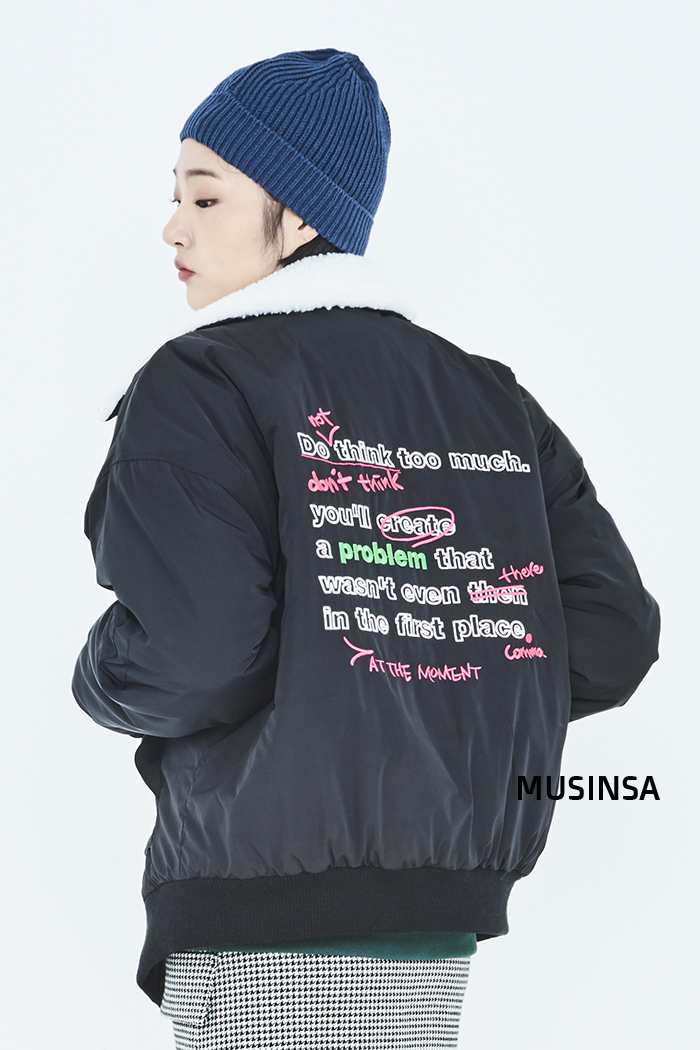 not
Do think too much.
don't think
you'll create
a problem that
there
wasn't even then
in the first place.
comma
AT THE MOMENT
MUSINSA